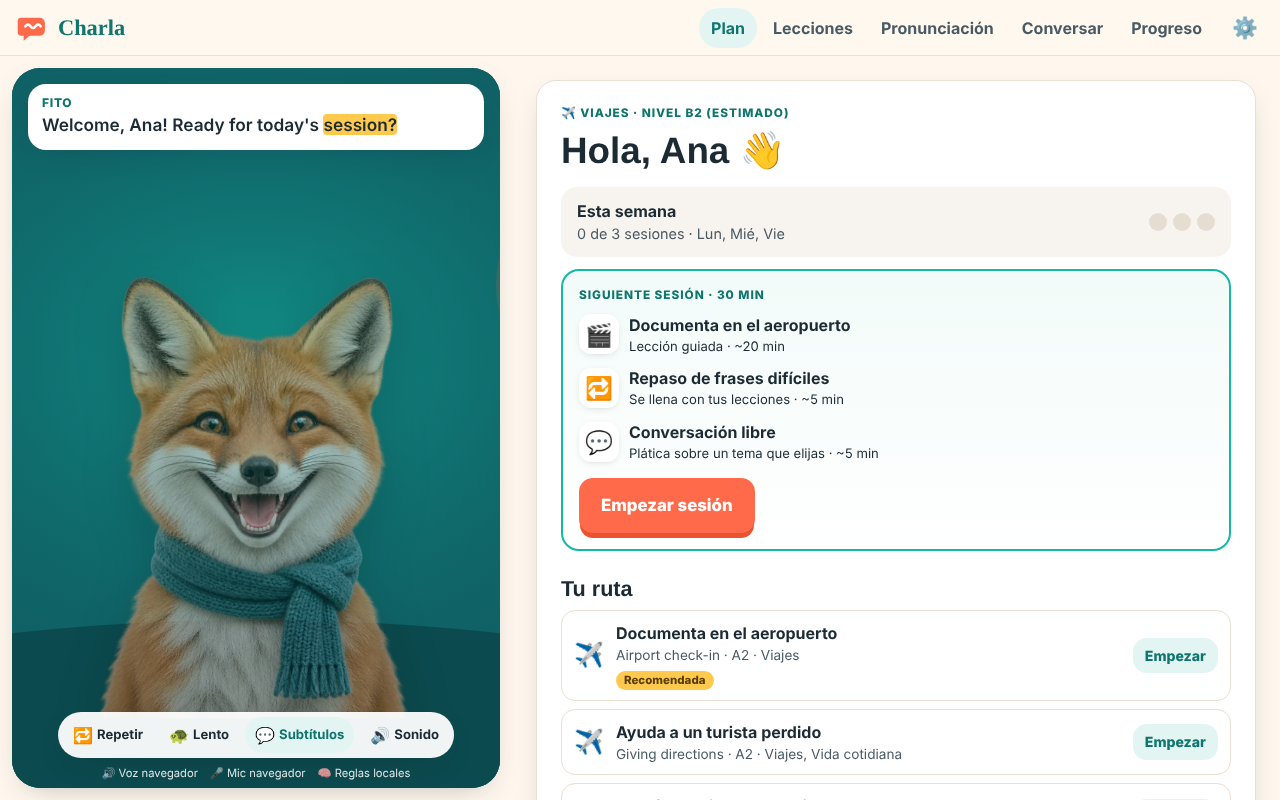 Charla
Plan
Lecciones
Pronunciación
Conversar
Progreso
FITO
Welcome, Ana! Ready for today's session?
🔁 Repetir
🐢 Lento
💬 Subtítulos
🔊 Sonido
🔊 Voz navegador
🎤 Mic navegador
🧠 Reglas locales
✈️ VIAJES · NIVEL B2 (ESTIMADO)
Hola, Ana 👋
Esta semana
0 de 3 sesiones · Lun, Mié, Vie
SIGUIENTE SESIÓN · 30 MIN
Documenta en el aeropuerto
Lección guiada · ~20 min
Repaso de frases difíciles
Se llena con tus lecciones · ~5 min
Conversación libre
Plática sobre un tema que elijas · ~5 min
Empezar sesión
Tu ruta
Documenta en el aeropuerto
Airport check-in · A2 · Viajes
Recomendada
Empezar
Ayuda a un turista perdido
Giving directions · A2 · Viajes, Vida cotidiana
Empezar